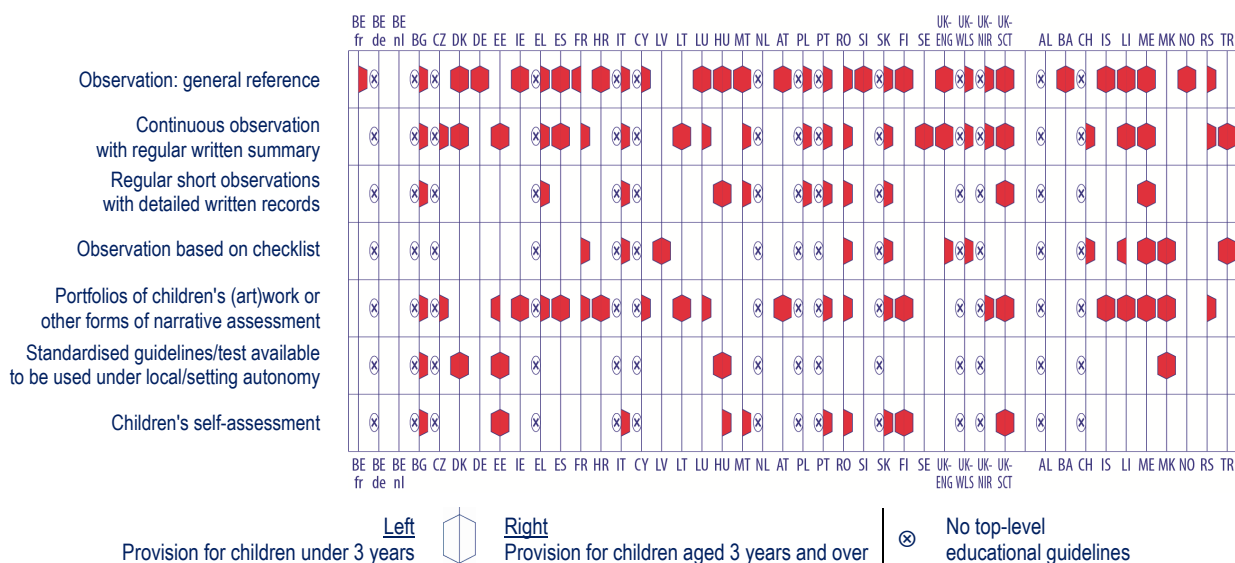 BE fr BE de BE nl BG CZ DK DE EE IE EL ES FR HR IT CY LV LT LU HU MT NL AT PL PT RO SI SK FI SE UK-ENG UK-WLS UK-NIR UK-SCT AL BA CH IS LI ME MK NO RS TR
Observation: general reference
Continuous observation
with regular written summary
Regular short observations
with detailed written records
Observation based on checklist
Portfolios of children's (art)work or
other forms of narrative assessment
Standardised guidelines/test available
to be used under local/setting autonomy
Children's self-assessment
BE fr BE de BE nl BG CZ DK DE EE IE EL ES FR HR IT CY LV LT LU HU MT NL AT PL PT RO SI SK FI SE UK-ENG UK-WLS UK-NIR UK-SCT AL BA CH IS LI ME MK NO RS TR
Left
Provision for children under 3 years
Right
Provision for children aged 3 years and over
No top-level
educational guidelines